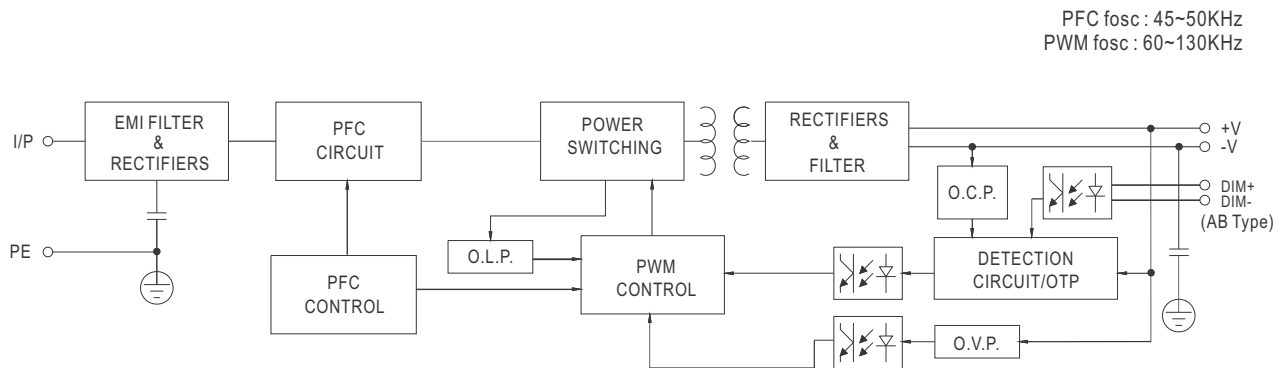 PFC fosc : 45~50KHz
PWM fosc : 60~130KHz
I/P
EMI FILTER
&
RECTIFIERS
PFC
CIRCUIT
POWER
SWITCHING
RECTIFIERS
&
FILTER
+V
-V
O.C.P.
DIM+
DIM-
(AB Type)
PE
O.L.P.
PFC
CONTROL
PWM
CONTROL
DETECTION
CIRCUIT/OTP
O.V.P.